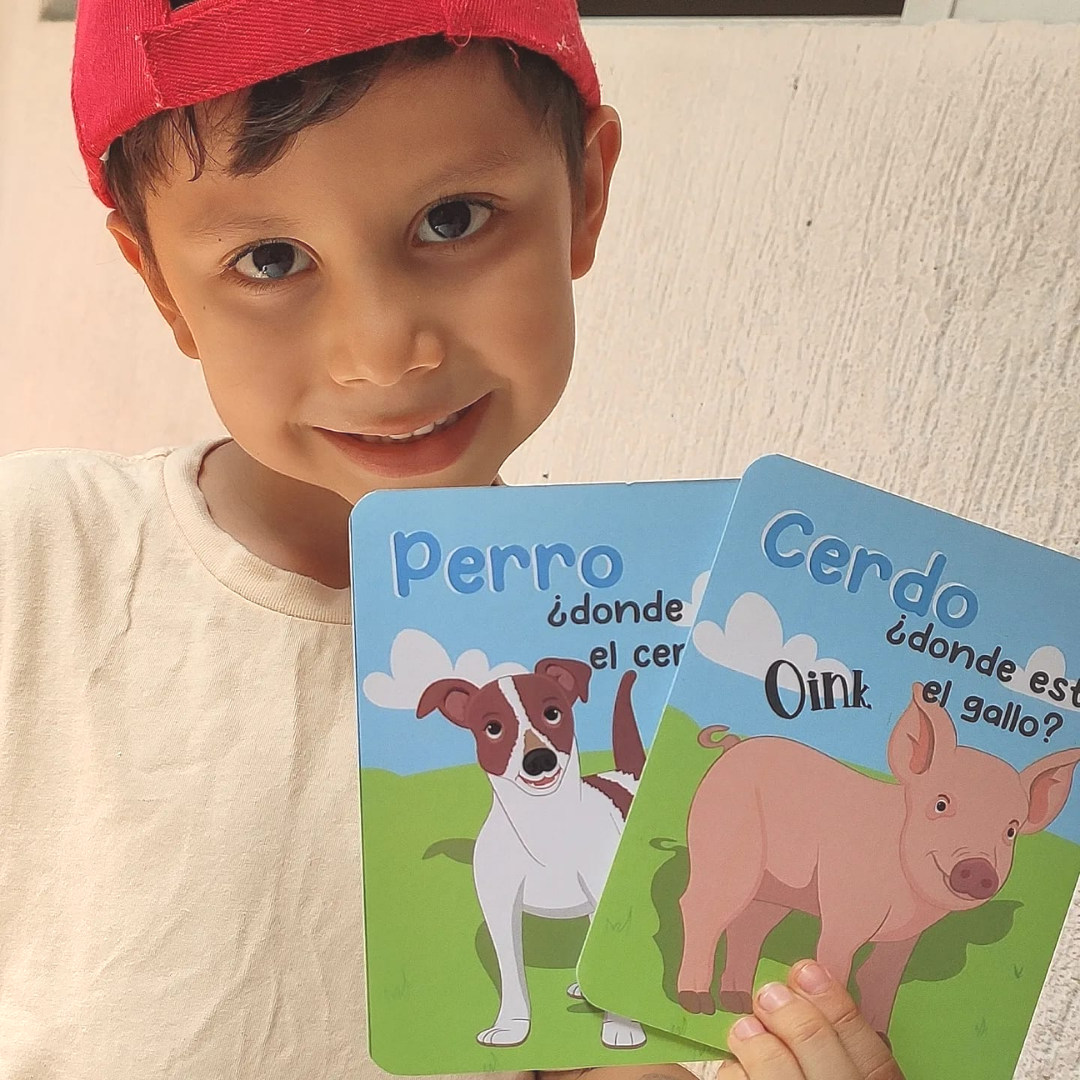 Perro
¿donde
el cer
Cerdo
¿donde est
el gallo?
Oink